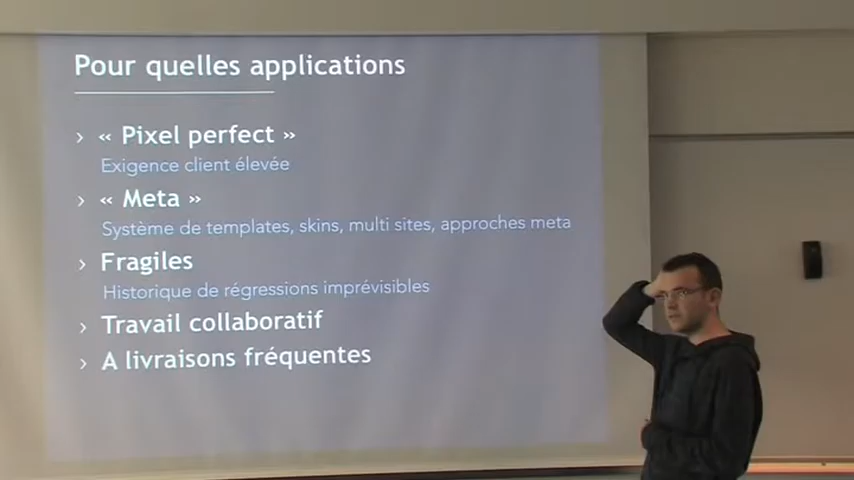 Pour quelles applications
› « Pixel perfect »
Exigence client élevée
› « Meta »
Système de templates, skins, multi sites, approches meta
› Fragiles
Historique de régressions imprévisibles
› Travail collaboratif
› A livraisons fréquentes